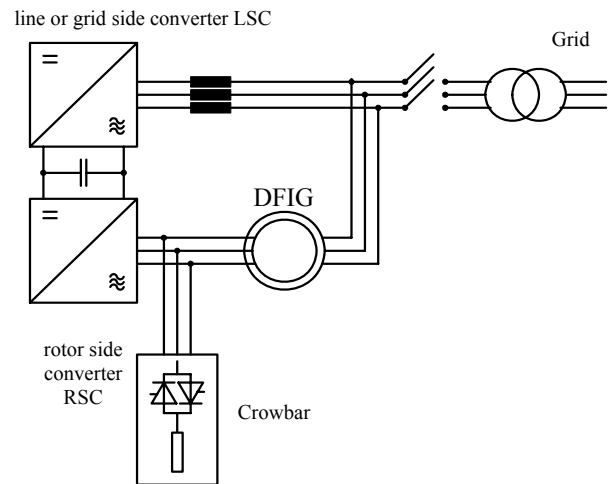 line or grid side converter LSC
Grid
DFIG
rotor side
converter
RSC
Crowbar